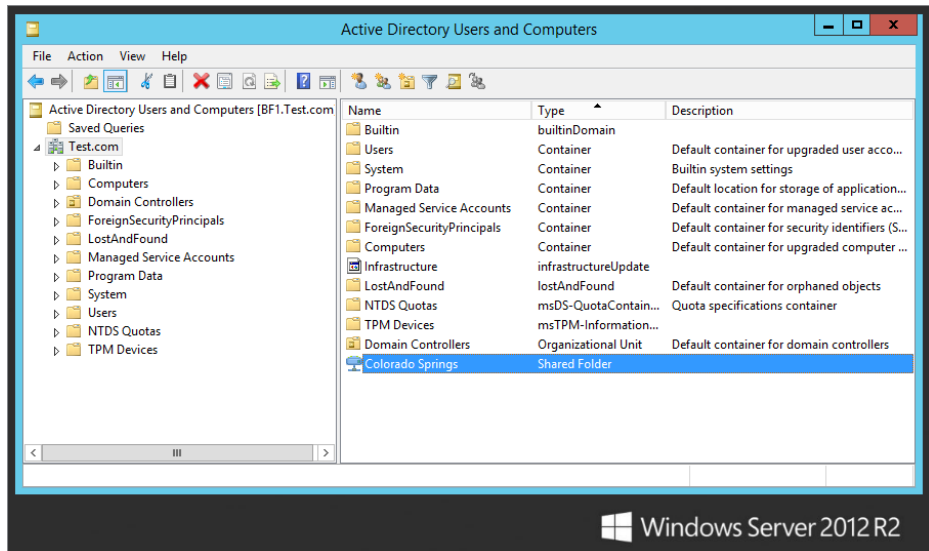 Active Directory Users and Computers
File Action View Help
Active Directory Users and Computers [BF1.Test.com
Saved Queries
Test.com
Builtin
Computers
Domain Controllers
ForeignSecurityPrincipals
LostAndFound
Managed Service Accounts
Program Data
System
Users
NTDS Quotas
TPM Devices
Name Type Description
Builtin builtinDomain
Users Container Default container for upgraded user acco...
System Container Builtin system settings
Program Data Container Default location for storage of application...
Managed Service Accounts Container Default container for managed service ac...
ForeignSecurityPrincipals Container Default container for security identifiers (S...
Computers Container Default container for upgraded computer ...
Infrastructure infrastructureUpdate
LostAndFound lostAndFound Default container for orphaned objects
NTDS Quotas msDS-QuotaContain... Quota specifications container
TPM Devices msTPM-Information...
Domain Controllers Organizational Unit Default container for domain controllers
Colorado Springs Shared Folder
Windows Server 2012 R2